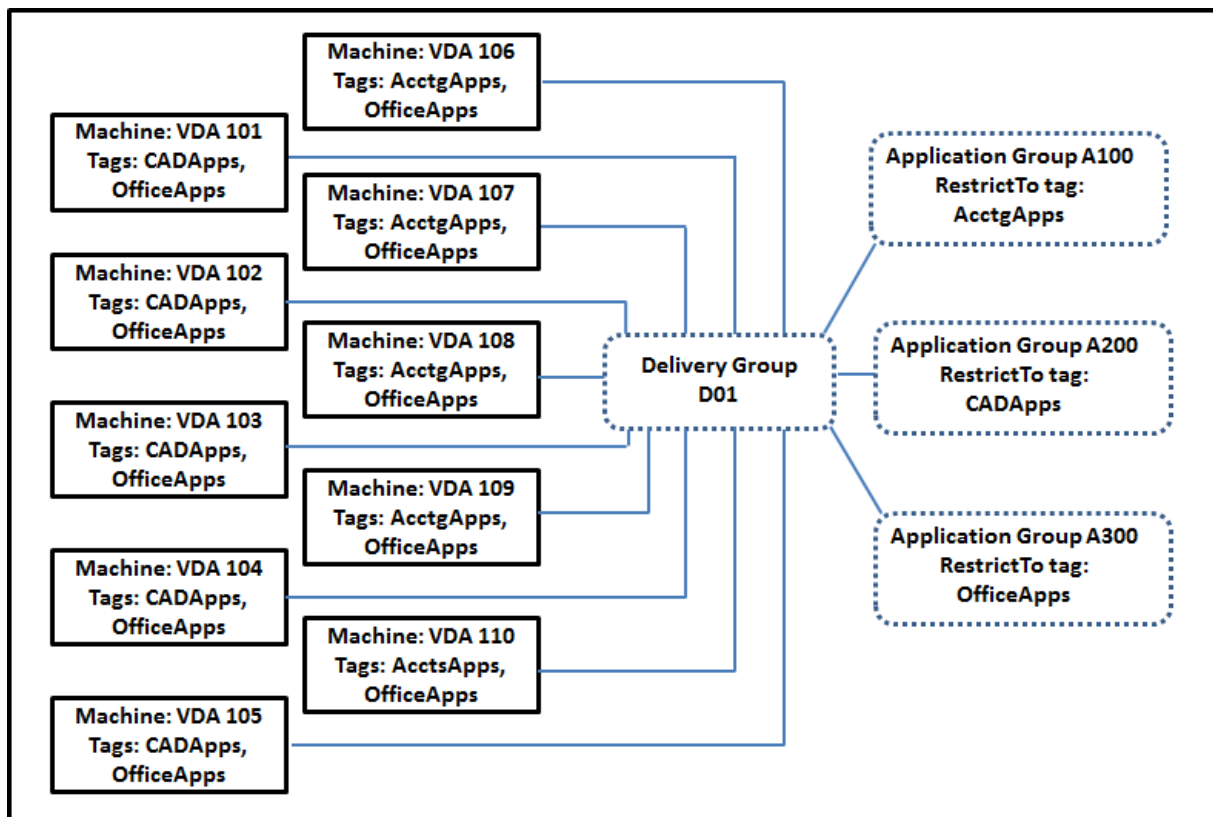 Machine: VDA 106
Tags: AcctgApps,
OfficeApps
Machine: VDA 101
Tags: CADApps,
OfficeApps
Machine: VDA 107
Tags: AcctgApps,
OfficeApps
Machine: VDA 102
Tags: CADApps,
OfficeApps
Machine: VDA 108
Tags: AcctgApps,
OfficeApps
Machine: VDA 103
Tags: CADApps,
OfficeApps
Machine: VDA 109
Tags: AcctgApps,
OfficeApps
Machine: VDA 104
Tags: CADApps,
OfficeApps
Machine: VDA 110
Tags: AcctsApps,
OfficeApps
Machine: VDA 105
Tags: CADApps,
OfficeApps
Delivery Group
D01
Application Group A100
RestrictTo tag:
AcctgApps
Application Group A200
RestrictTo tag:
CADApps
Application Group A300
RestrictTo tag:
OfficeApps